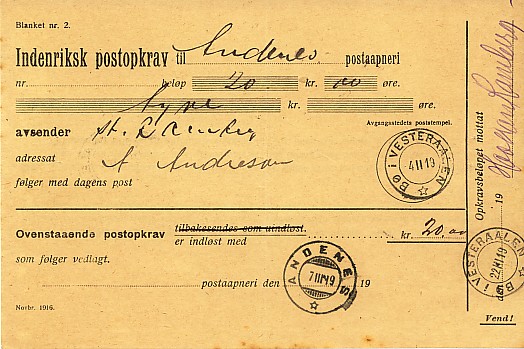 Blanket nr. 2.
Indenriksk postopkrav til Andenes postaapneri
nr. beløp 20 kr. 00 øre.
tyve kr. øre.
avsender
Avgangsstedets poststempel.
adressat A Andresen
følger med dagens post
BØ i VESTERAALEN
4 II 19
Ovenstaaende postopkrav tilbakesendes som uindløst.
er indløst med kr. 20.00
som følger vedlagt.
postaapneri den 19
ANDENES
7 II 19
Novbr. 1916.
Opkravsbeløpet mottat
den 19
BØ i VESTERAALEN
Vend!